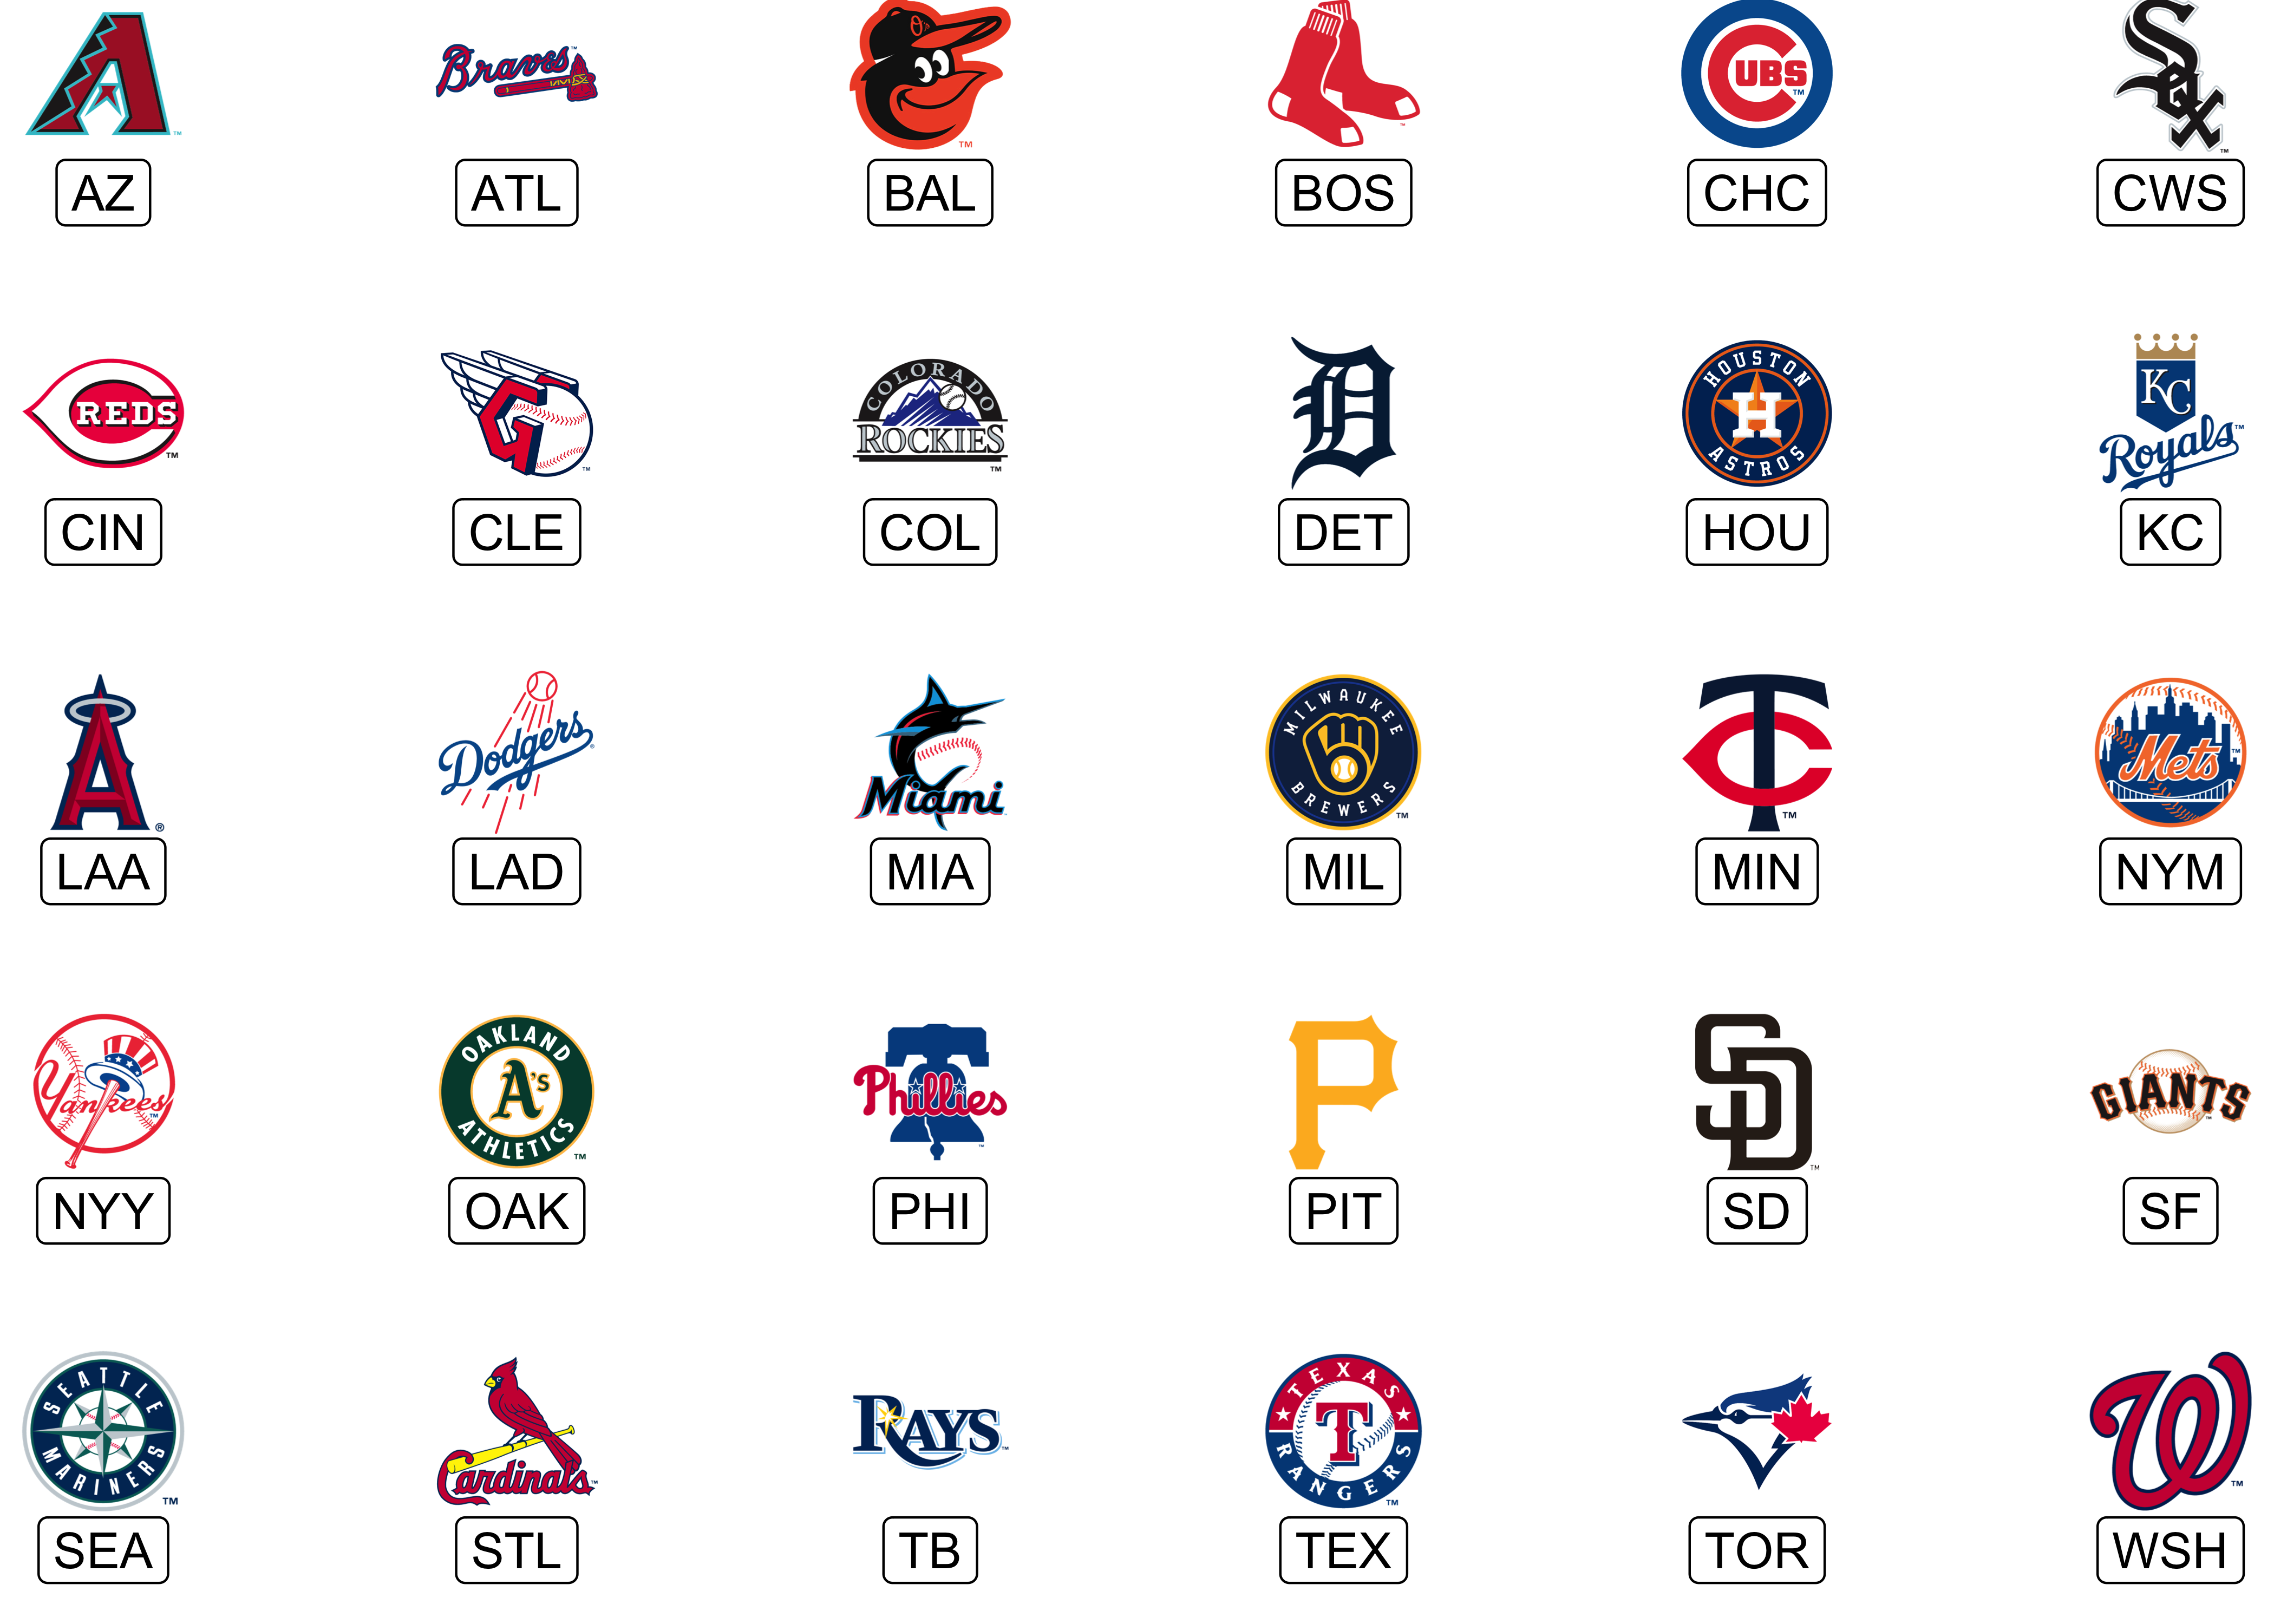 A
Braves
O's
CUBS
Sox
AZ
ATL
BAL
BOS
CHC
CWS
REDS
G
COLORADO
ROCKIES
D
HOUSTON
H
ASTROS
KC
Royals
CIN
CLE
COL
DET
HOU
KC
A
Dodgers
Miami
MILWAUKEE
BREWERS
TC
Mets
LAA
LAD
MIA
MIL
MIN
NYM
Yankees
OAKLAND
A's
ATHLETICS
Phillies
P
SD
GIANTS
NYY
OAK
PHI
PIT
SD
SF
SEATTLE
MARINERS
Cardinals
RAYS
TEXAS
T
RANGERS
W
SEA
STL
TB
TEX
TOR
WSH